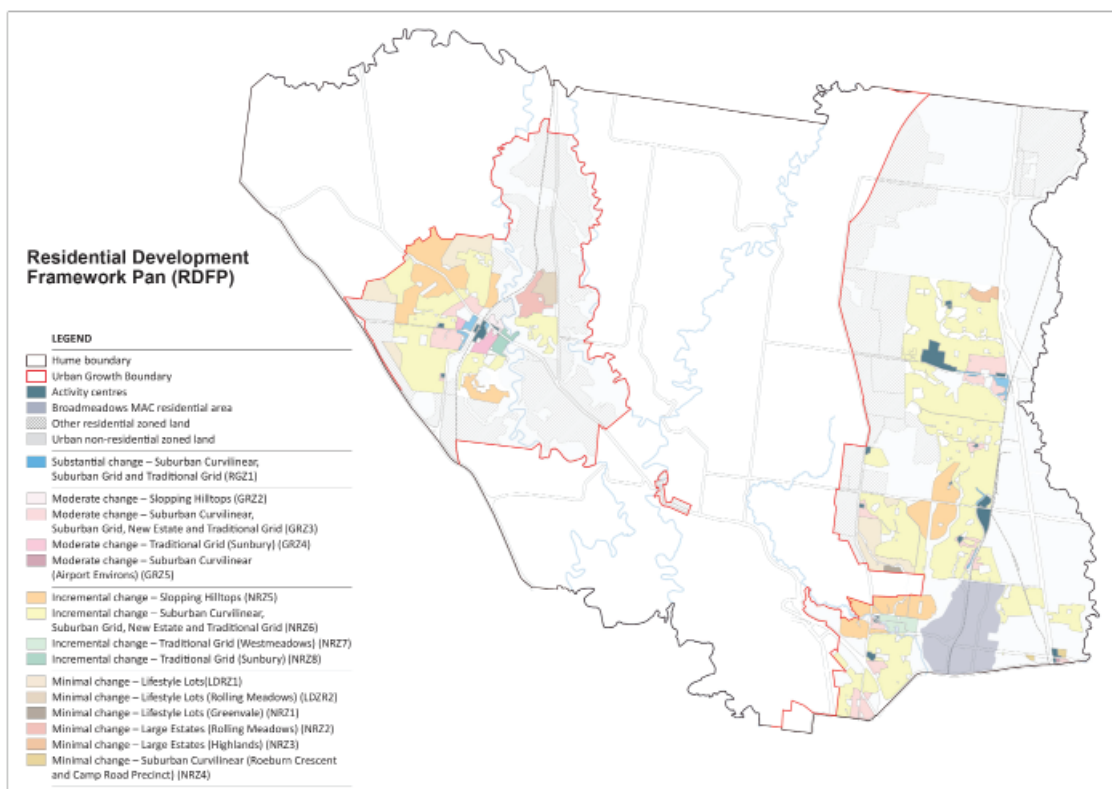 Residential Development
Framework Pan (RDFP)
LEGEND
Hume boundary
Urban Growth Boundary
Activity centres
Broadmeadows MAC residential area
Other residential zoned land
Urban non-residential zoned land
Substantial change – Suburban Curvilinear,
Suburban Grid and Traditional Grid (RGZ1)
Moderate change – Slopping Hilltops (GRZ2)
Moderate change – Suburban Curvilinear,
Suburban Grid, New Estate and Traditional Grid (GRZ3)
Moderate change – Traditional Grid (Sunbury) (GRZ4)
Moderate change – Suburban Curvilinear
(Airport Environs) (GRZ5)
Incremental change – Slopping Hilltops (NRZ5)
Incremental change – Suburban Curvilinear,
Suburban Grid, New Estate and Traditional Grid (NRZ6)
Incremental change – Traditional Grid (Westmeadows) (NRZ7)
Incremental change – Traditional Grid (Sunbury) (NRZ8)
Minimal change – Lifestyle Lots(LDRZ1)
Minimal change – Lifestyle Lots (Rolling Meadows) (LDZR2)
Minimal change – Lifestyle Lots (Greenvale) (NRZ1)
Minimal change – Large Estates (Rolling Meadows) (NRZ2)
Minimal change – Large Estates (Highlands) (NRZ3)
Minimal change – Suburban Curvilinear (Roeburn Crescent
and Camp Road Precinct) (NRZ4)